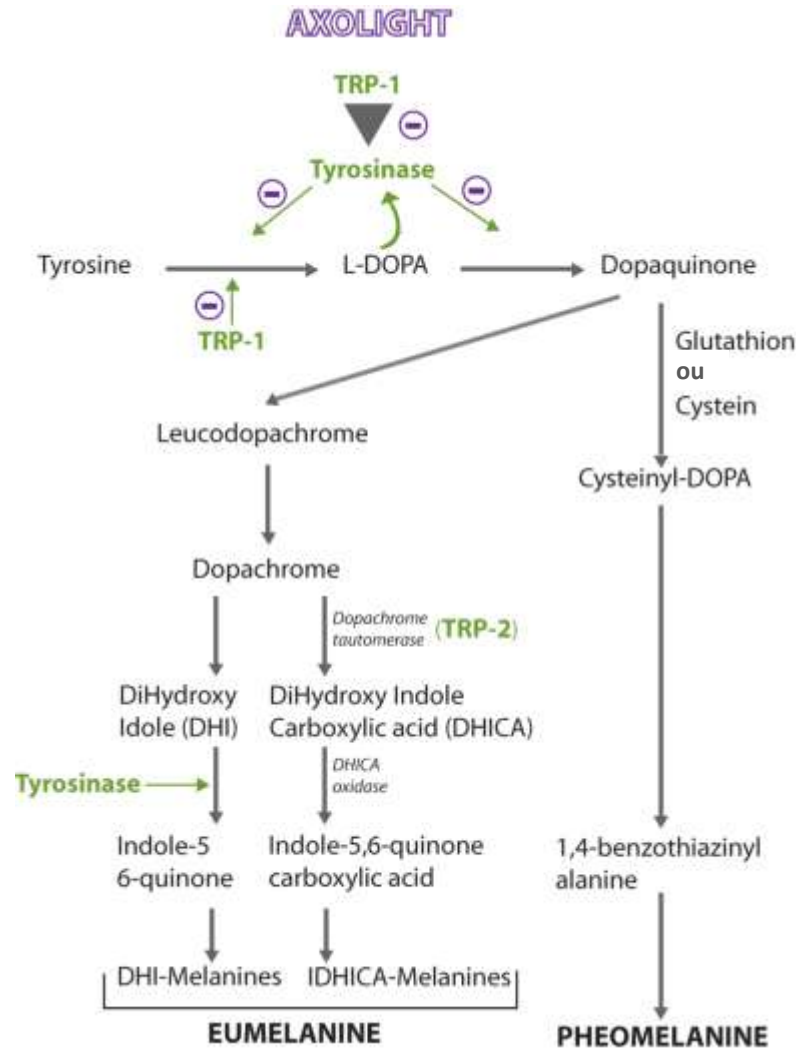 AXOLIGHT
TRP-1
Tyrosinase
Tyrosine
L-DOPA
Dopaquinone
TRP-1
Glutathion
ou
Cystein
Leucodopachrome
Cysteinyl-DOPA
Dopachrome
Dopachrome
tautomerase
(TRP-2)
DiHydroxy
Idole (DHI)
DiHydroxy Indole
Carboxylic acid (DHICA)
Tyrosinase
DHICA
oxidase
Indole-5
6-quinone
Indole-5,6-quinone
carboxylic acid
1,4-benzothiazinyl
alanine
DHI-Melanines
IDHICA-Melanines
EUMELANINE
PHEOMELANINE